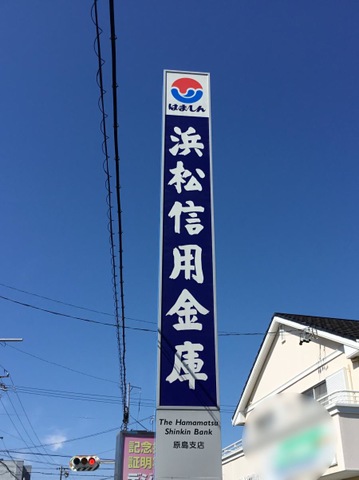 はましん
浜松信用金庫
The Hamamatsu
Shinkin Bank
原島支店
記念
証明